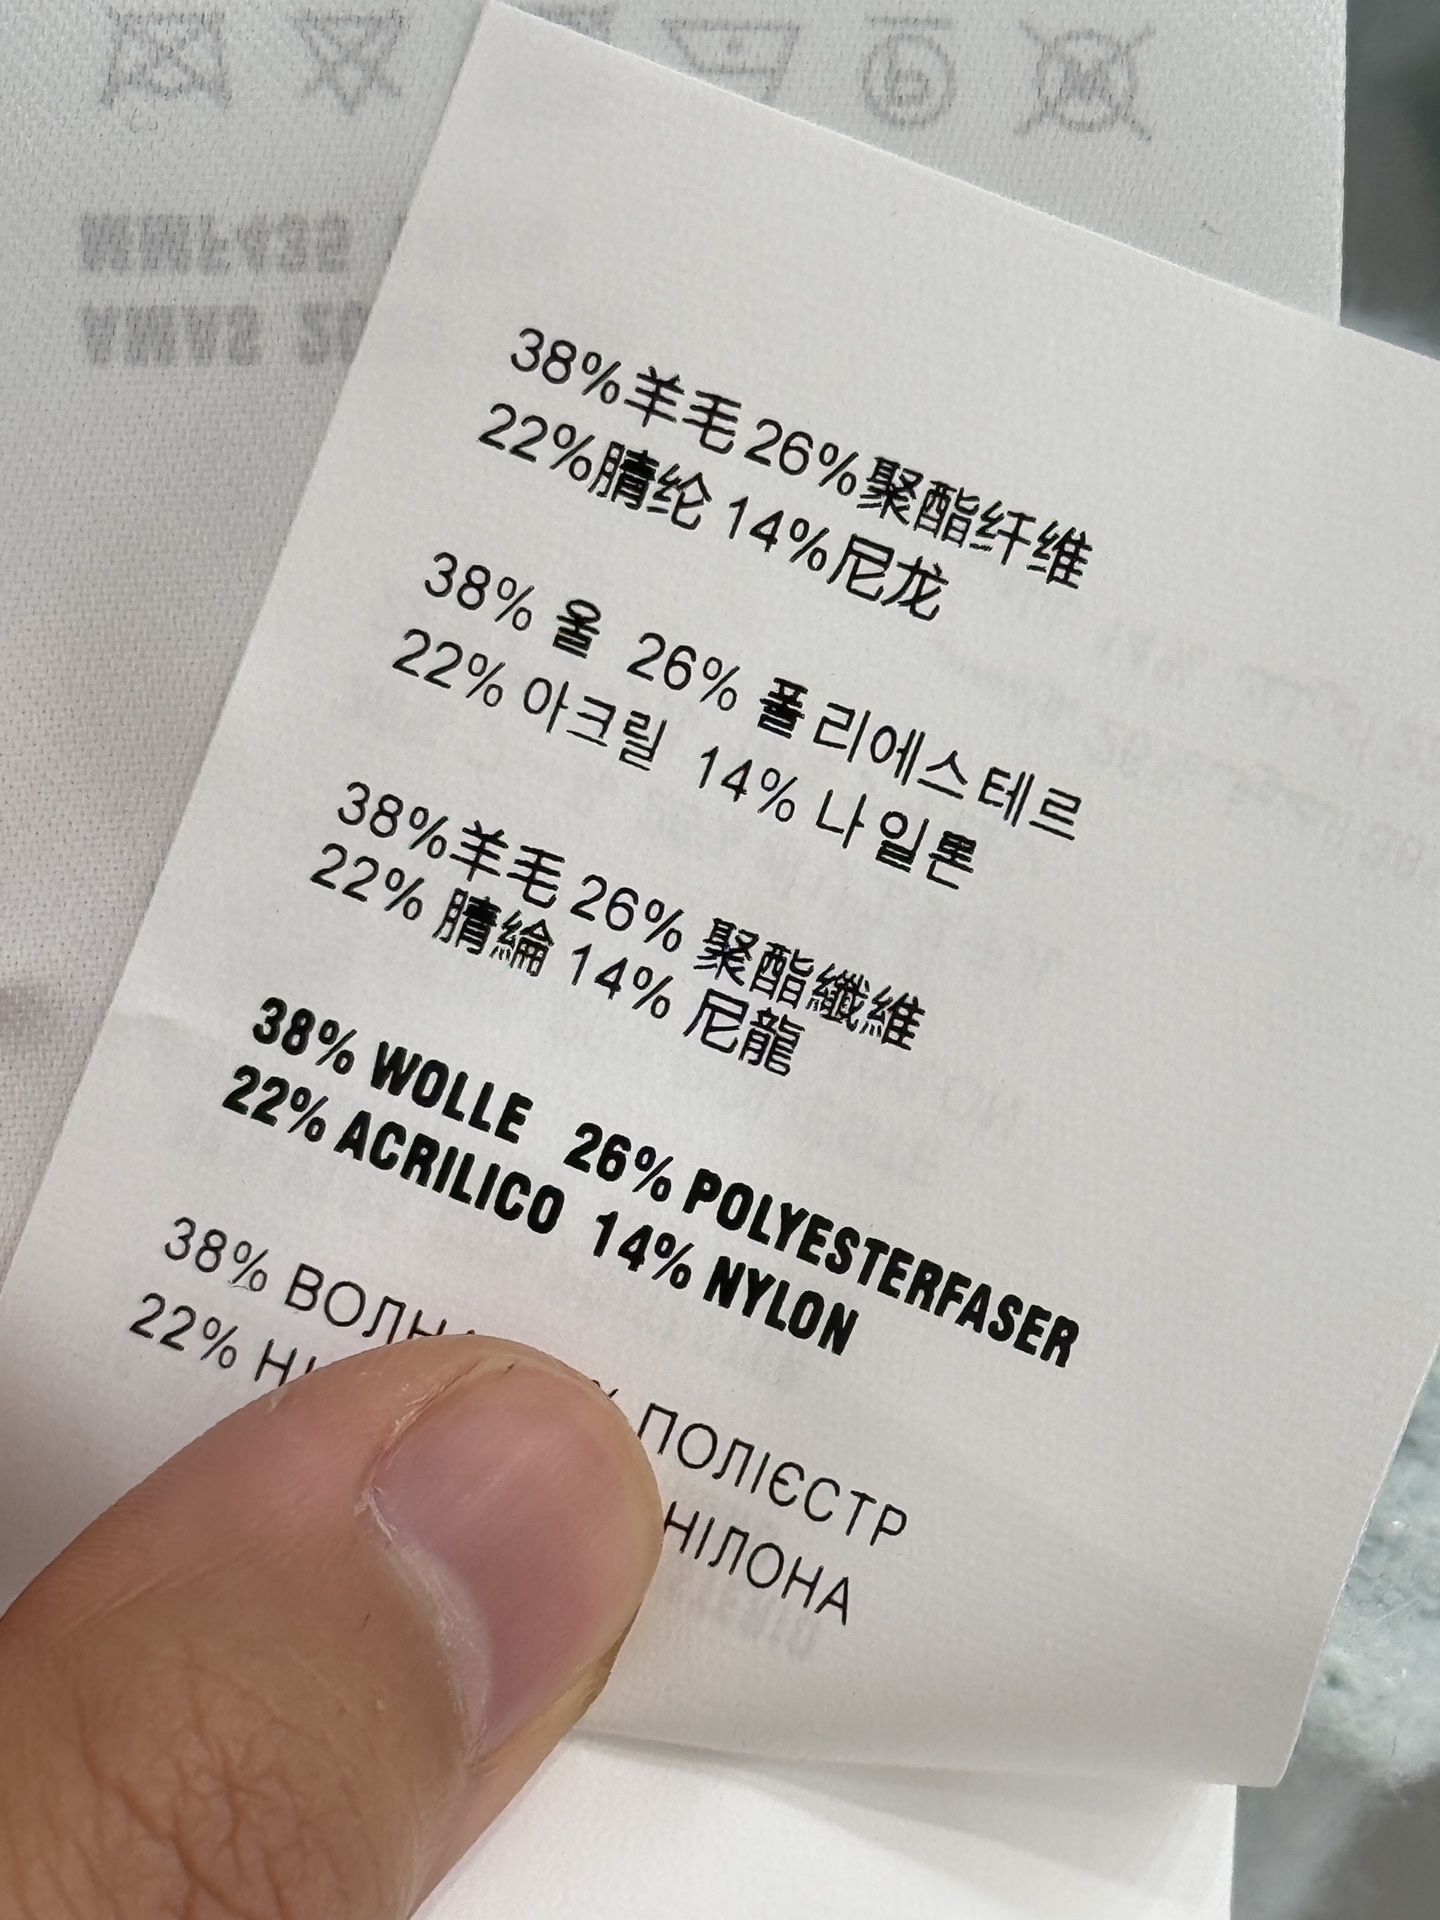 38%羊毛 26%聚酯纤维
22%腈纶 14%尼龙
38% 울 26% 폴리에스테르
22% 아크릴 14% 나일론
38%羊毛 26% 聚酯纖維
22% 腈綸 14% 尼龍
38% WOLLE 26% POLYESTERFASER
22% ACRILICO 14% NYLON
38% ПОЛІЄСТР
22% НІЛОНА